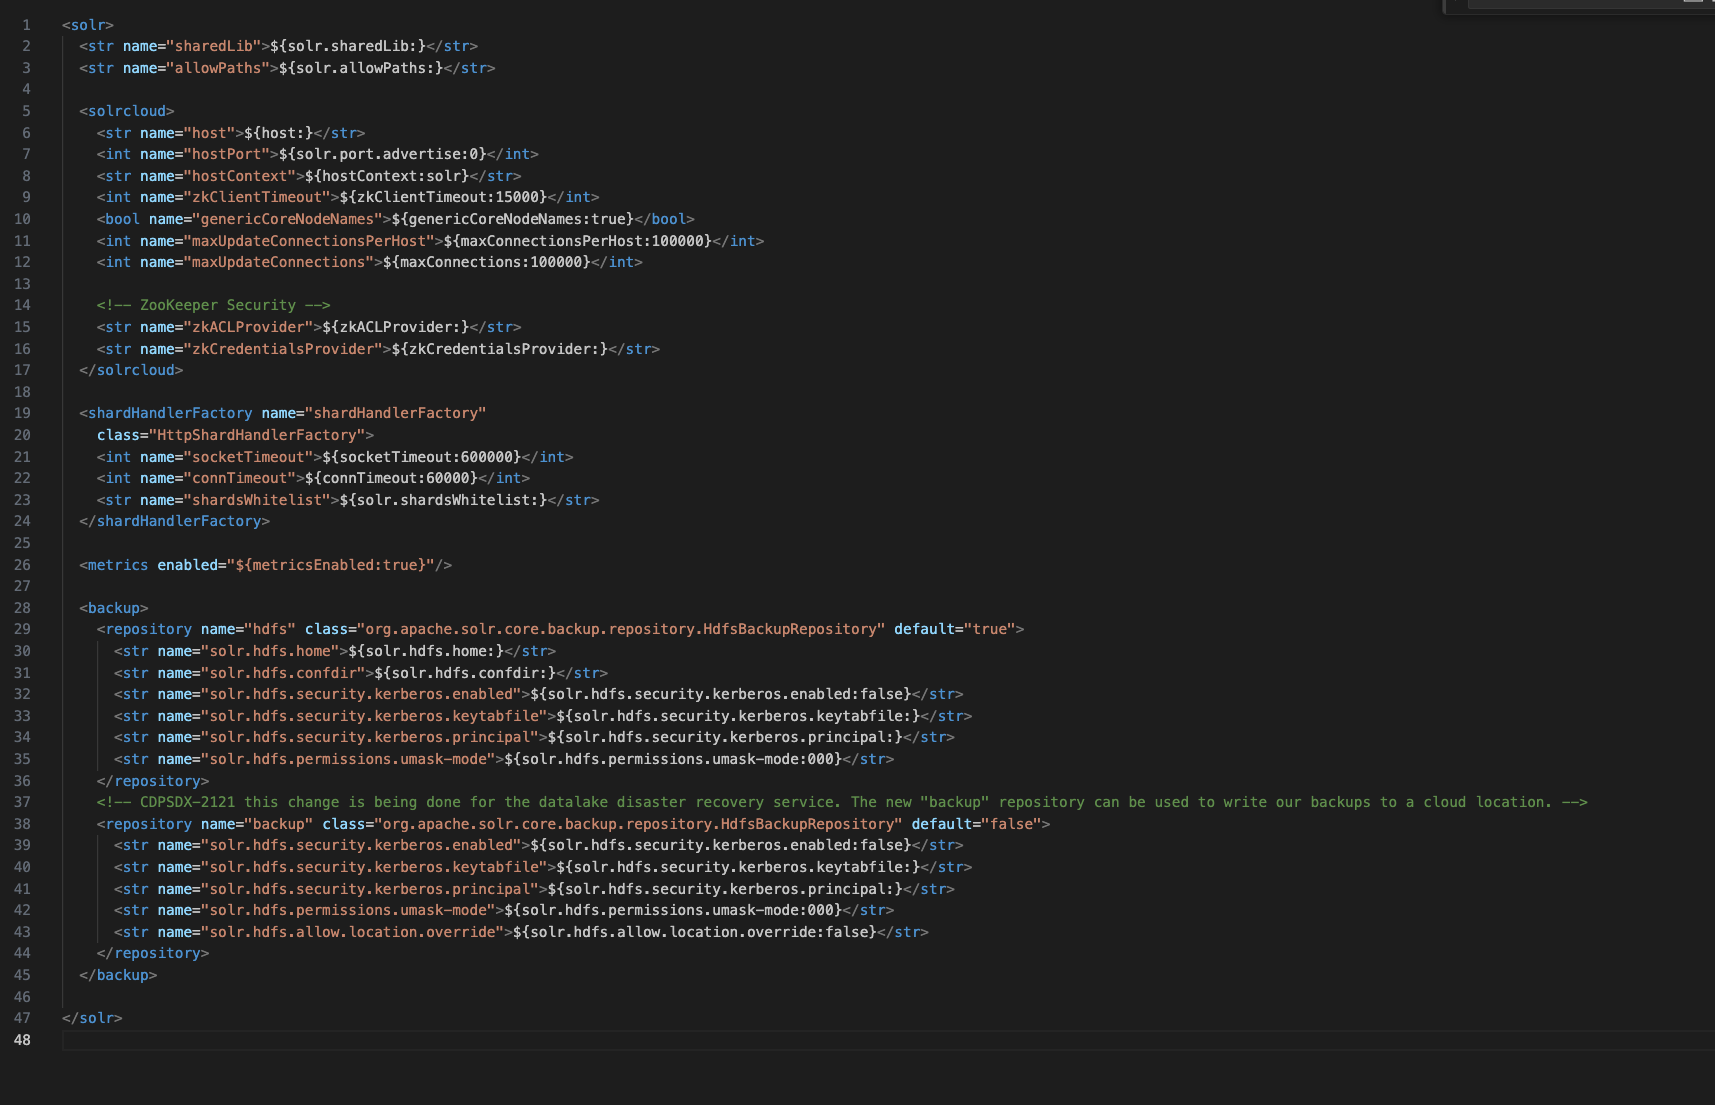 1 <solr>
2 <str name="sharedLib">${solr.sharedLib:}</str>
3 <str name="allowPaths">${solr.allowPaths:}</str>
4
5 <solrcloud>
6 <str name="host">${host:}</str>
7 <int name="hostPort">${solr.port.advertise:0}</int>
8 <str name="hostContext">${hostContext:solr}</str>
9 <int name="zkClientTimeout">${zkClientTimeout:15000}</int>
10 <bool name="genericCoreNodeNames">${genericCoreNodeNames:true}</bool>
11 <int name="maxUpdateConnectionsPerHost">${maxConnectionsPerHost:100000}</int>
12 <int name="maxUpdateConnections">${maxConnections:100000}</int>
13
14 <!-- ZooKeeper Security -->
15 <str name="zkACLProvider">${zkACLProvider:}</str>
16 <str name="zkCredentialsProvider">${zkCredentialsProvider:}</str>
17 </solrcloud>
18
19 <shardHandlerFactory name="shardHandlerFactory"
20 class="HttpShardHandlerFactory">
21 <int name="socketTimeout">${socketTimeout:600000}</int>
22 <int name="connTimeout">${connTimeout:60000}</int>
23 <str name="shardsWhitelist">${solr.shardsWhitelist:}</str>
24 </shardHandlerFactory>
25
26 <metrics enabled="${metricsEnabled:true}"/>
27
28 <backup>
29 <repository name="hdfs" class="org.apache.solr.core.backup.repository.HdfsBackupRepository" default="true">
30 <str name="solr.hdfs.home">${solr.hdfs.home:}</str>
31 <str name="solr.hdfs.confdir">${solr.hdfs.confdir:}</str>
32 <str name="solr.hdfs.security.kerberos.enabled">${solr.hdfs.security.kerberos.enabled:false}</str>
33 <str name="solr.hdfs.security.kerberos.keytabfile">${solr.hdfs.security.kerberos.keytabfile:}</str>
34 <str name="solr.hdfs.security.kerberos.principal">${solr.hdfs.security.kerberos.principal:}</str>
35 <str name="solr.hdfs.permissions.umask-mode">${solr.hdfs.permissions.umask-mode:000}</str>
36 </repository>
37 <!-- CDPSDX-2121 this change is being done for the datalake disaster recovery service. The new "backup" repository can be used to write our backups to a cloud location. -->
38 <repository name="backup" class="org.apache.solr.core.backup.repository.HdfsBackupRepository" default="false">
39 <str name="solr.hdfs.security.kerberos.enabled">${solr.hdfs.security.kerberos.enabled:false}</str>
40 <str name="solr.hdfs.security.kerberos.keytabfile">${solr.hdfs.security.kerberos.keytabfile:}</str>
41 <str name="solr.hdfs.security.kerberos.principal">${solr.hdfs.security.kerberos.principal:}</str>
42 <str name="solr.hdfs.permissions.umask-mode">${solr.hdfs.permissions.umask-mode:000}</str>
43 <str name="solr.hdfs.allow.location.override">${solr.hdfs.allow.location.override:false}</str>
44 </repository>
45 </backup>
46
47 </solr>
48